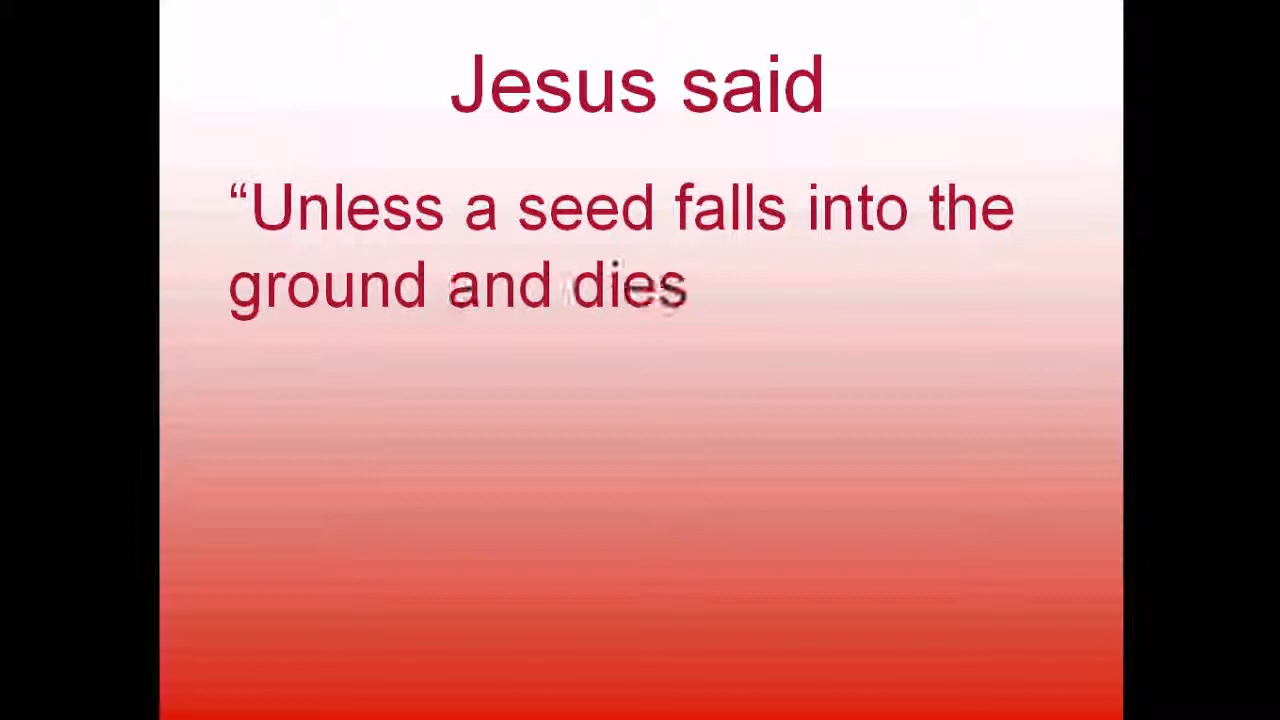 Jesus said
“Unless a seed falls into the
ground and dies